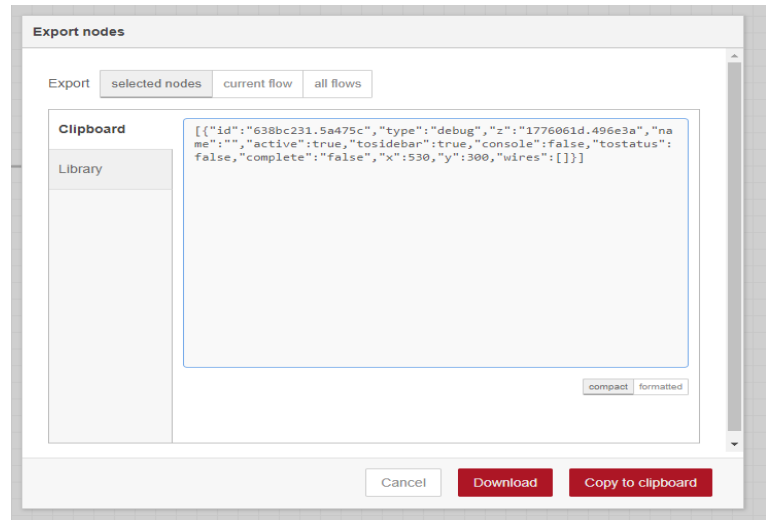 Export nodes
Export selected nodes current flow all flows
Clipboard
Library
[{"id":"638bc231.5a475c","type":"debug","z":"1776061d.496e3a","na
me":"","active":true,"tosidebar":true,"console":false,"tostatus":
false,"complete":"false","x":530,"y":300,"wires":[]}]
compact formatted
Cancel Download Copy to clipboard